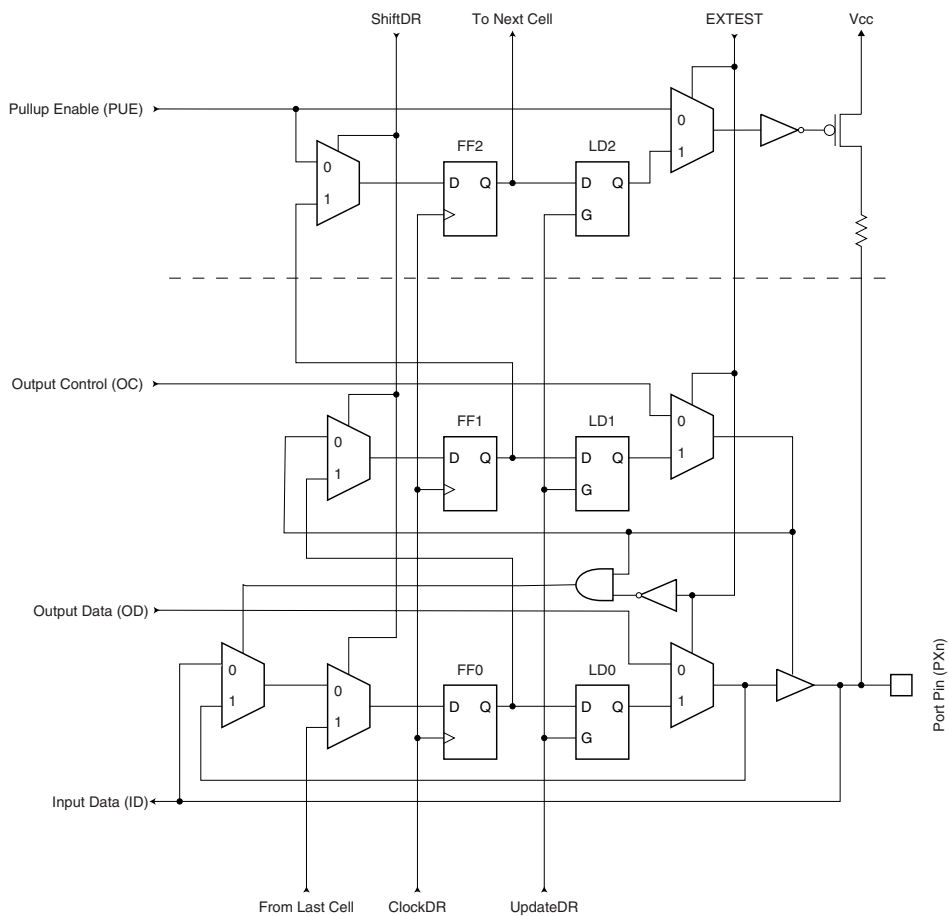 ShiftDR
To Next Cell
EXTEST
Vcc
Pullup Enable (PUE)
0
1
FF2
D Q
LD2
D Q
G
0
1
Output Control (OC)
0
1
FF1
D Q
LD1
D Q
G
0
1
Output Data (OD)
0
1
0
1
FF0
D Q
LD0
D Q
G
0
1
Port Pin (PXn)
Input Data (ID)
From Last Cell
ClockDR
UpdateDR